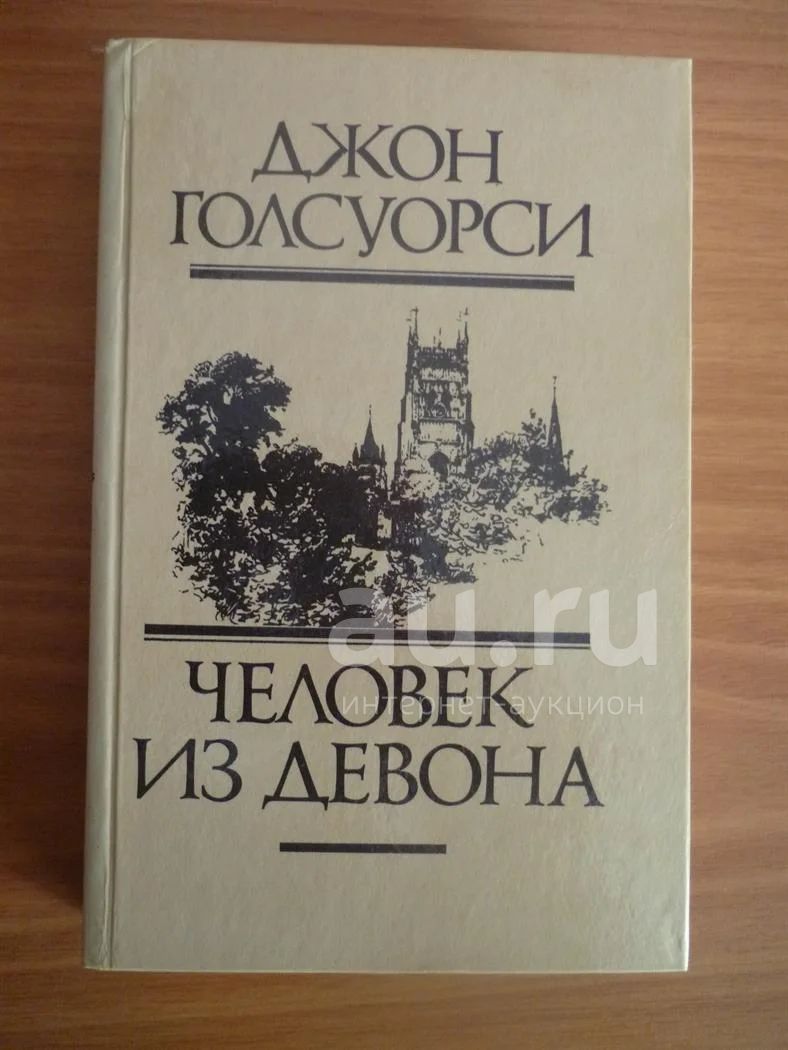 ДЖОН
ГОЛСУОРСИ
au.ru
интернет-аукцион
ЧЕЛОВЕК
ИЗ ДЕВОНА